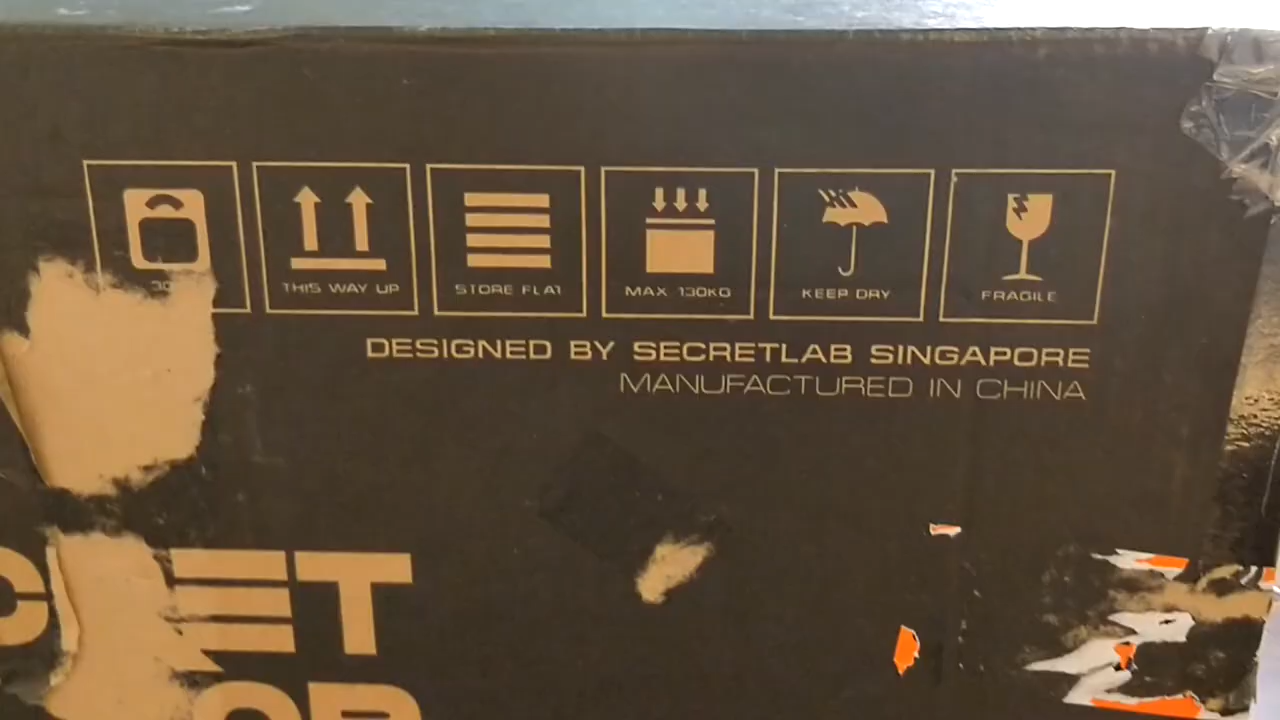 THIS WAY UP
STORE FLAT
MAX 130KG
KEEP DRY
FRAGILE
DESIGNED BY SECRETLAB SINGAPORE
MANUFACTURED IN CHINA